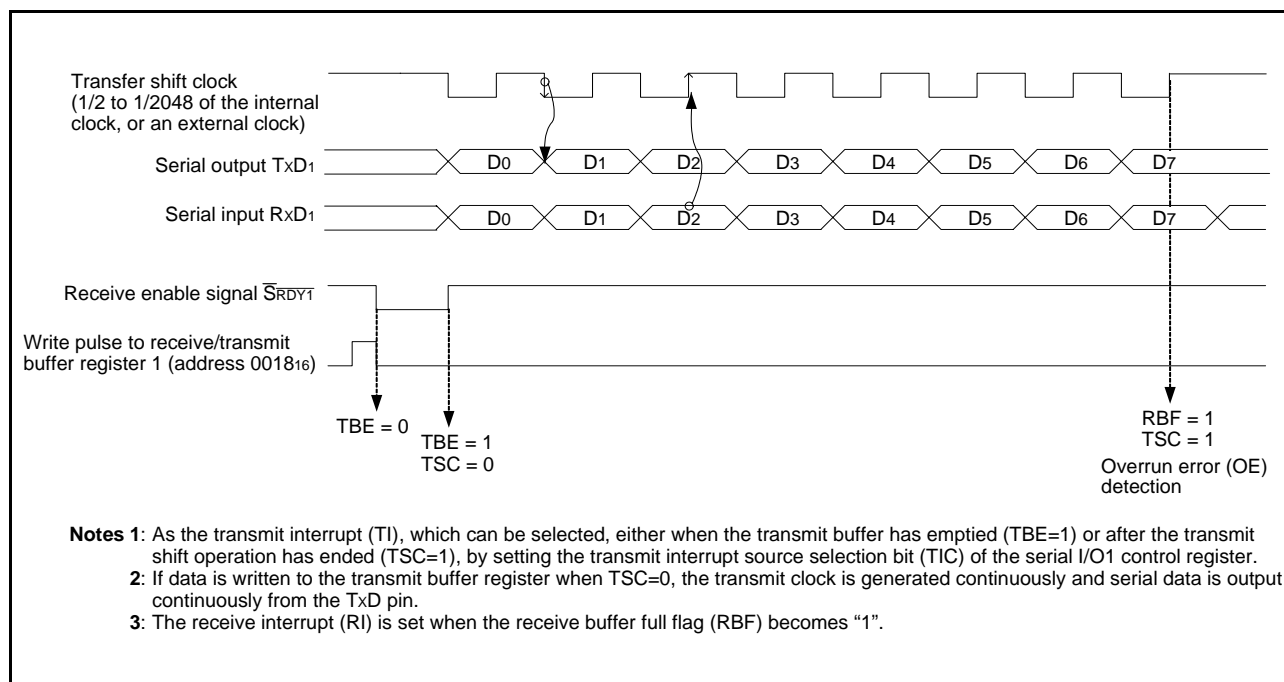 Transfer shift clock
(1/2 to 1/2048 of the internal
clock, or an external clock)
Serial output TxD1
D0 D1 D2 D3 D4 D5 D6 D7
Serial input RxD1
D0 D1 D2 D3 D4 D5 D6 D7
Receive enable signal S̅R̅D̅Y̅1̅
Write pulse to receive/transmit
buffer register 1 (address 001816)
TBE = 0
TBE = 1
TSC = 0
RBF = 1
TSC = 1
Overrun error (OE)
detection
Notes 1: As the transmit interrupt (TI), which can be selected, either when the transmit buffer has emptied (TBE=1) or after the transmit
shift operation has ended (TSC=1), by setting the transmit interrupt source selection bit (TIC) of the serial I/O1 control register.
2: If data is written to the transmit buffer register when TSC=0, the transmit clock is generated continuously and serial data is output
continuously from the TxD pin.
3: The receive interrupt (RI) is set when the receive buffer full flag (RBF) becomes “1”.